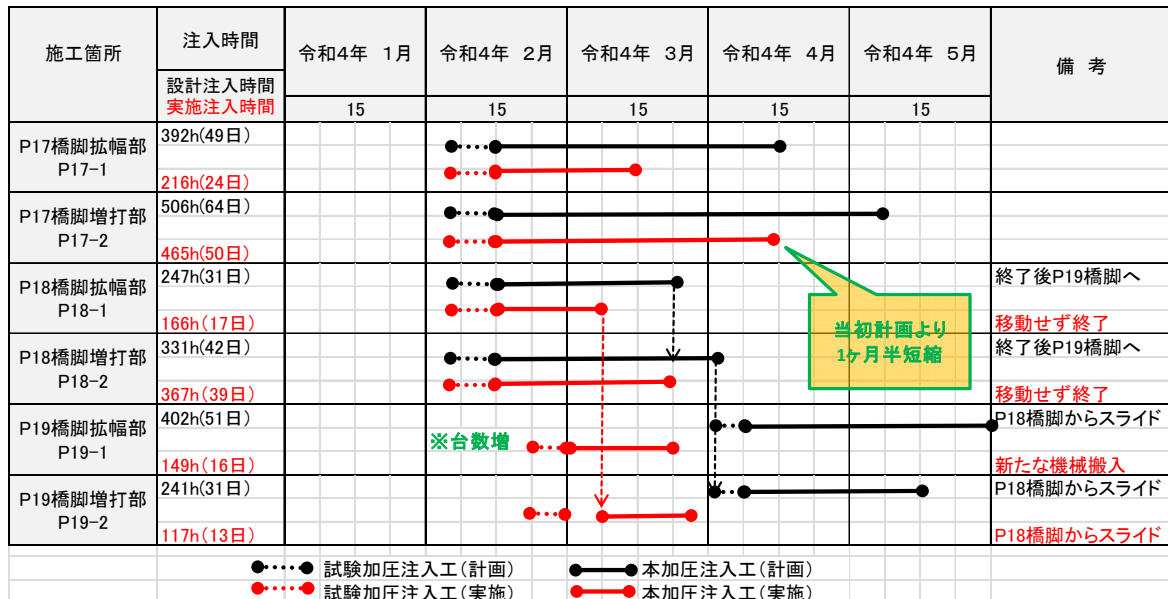 施工箇所
注入時間
設計注入時間
実施注入時間
令和4年 1月
令和4年 2月
令和4年 3月
令和4年 4月
令和4年 5月
備 考
15
15
15
15
15
P17橋脚拡幅部
P17-1
392h(49日)
216h(24日)
P17橋脚増打部
P17-2
506h(64日)
465h(50日)
P18橋脚拡幅部
P18-1
247h(31日)
166h(17日)
終了後P19橋脚へ
移動せず終了
当初計画より
1ヶ月半短縮
P18橋脚増打部
P18-2
331h(42日)
367h(39日)
終了後P19橋脚へ
移動せず終了
P19橋脚拡幅部
P19-1
402h(51日)
149h(16日)
※台数増
P18橋脚からスライド
新たな機械搬入
P19橋脚増打部
P19-2
241h(31日)
117h(13日)
P18橋脚からスライド
P18橋脚からスライド
試験加圧注入工(計画)
本加圧注入工(計画)
試験加圧注入工(実施)
本加圧注入工(実施)